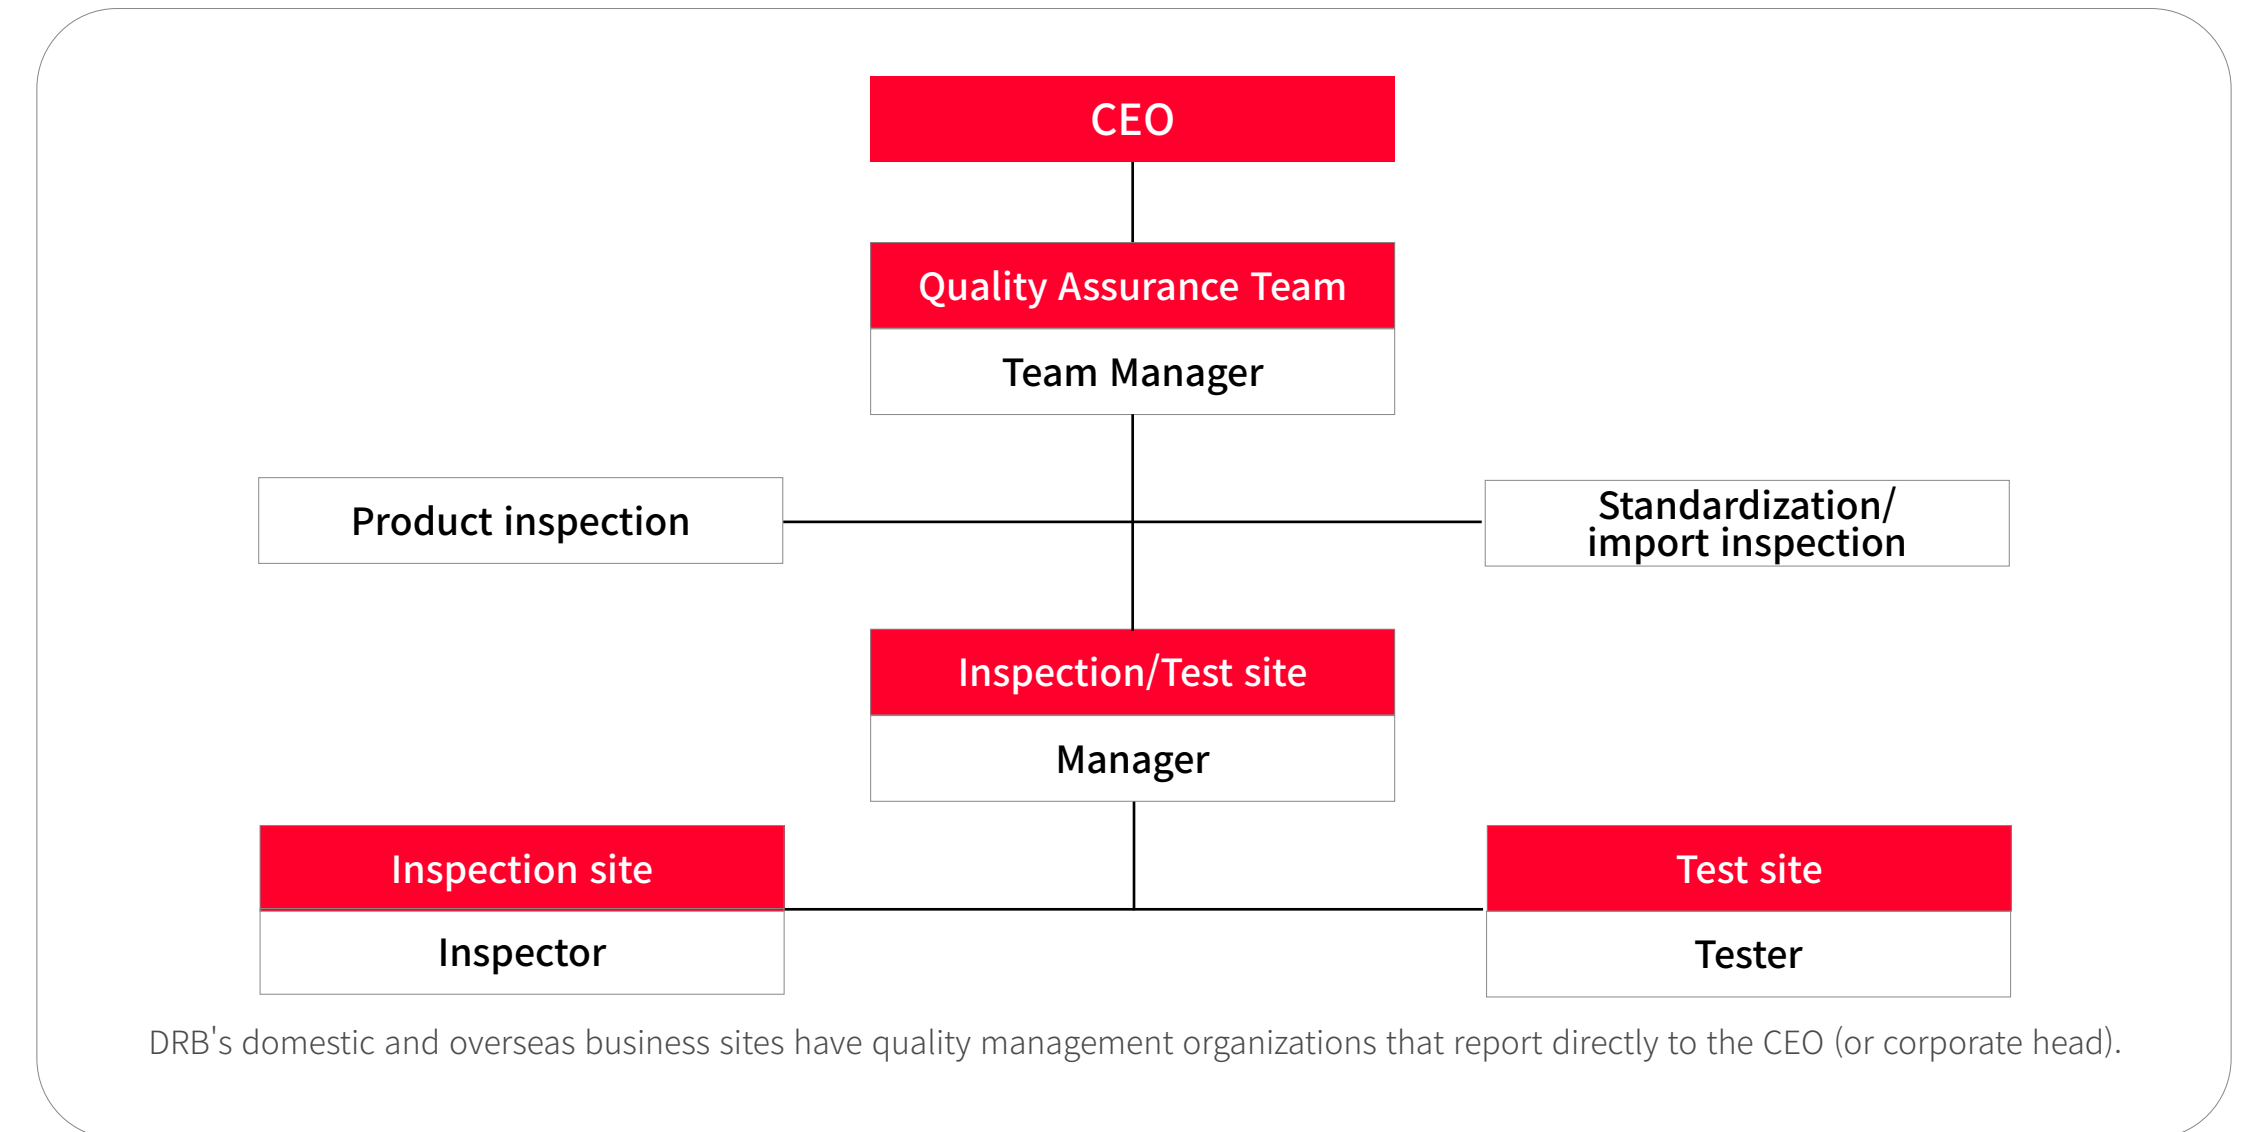 CEO
Quality Assurance Team
Team Manager
Product inspection
Standardization/
import inspection
Inspection/Test site
Manager
Inspection site
Inspector
Test site
Tester
DRB's domestic and overseas business sites have quality management organizations that report directly to the CEO (or corporate head).